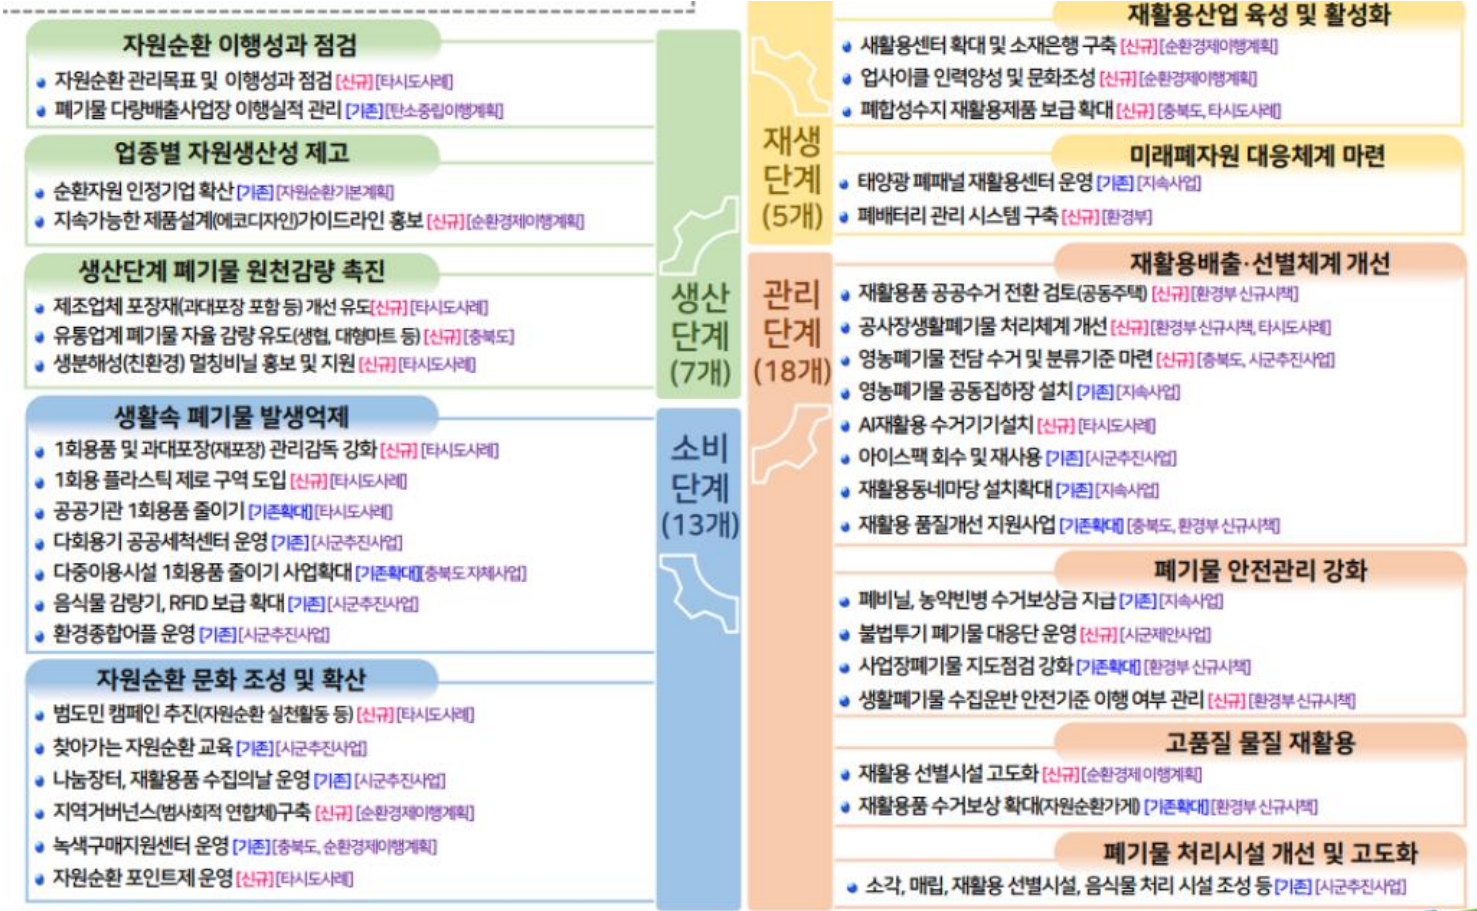 자원순환 이행성과 점검
자원순환 관리목표 및 이행성과 점검 [신규][타시도사례]
폐기물 다량배출사업장 이행실적 관리 [기존][탄소중립이행계획]
업종별 자원생산성 제고
순환자원 인정기업 확산 [기존][자원순환기본계획]
지속가능한 제품설계(에코디자인)가이드라인 홍보 [신규][순환경제이행계획]
생산단계 폐기물 원천감량 촉진
제조업체 포장재(과대포장 포함 등) 개선 유도[신규][타시도사례]
유통업계 폐기물 자율 감량 유도(생협, 대형마트 등) [신규][충북도]
생분해성(친환경) 멀칭비닐 홍보 및 지원 [신규][타시도사례]
생산
단계
(7개)
생활속 폐기물 발생억제
1회용품 및 과대포장(재포장) 관리감독 강화 [신규] [타시도사례]
1회용 플라스틱 제로 구역 도입 [신규][타시도사례]
공공기관 1회용품 줄이기 [기존확대][타시도사례]
다회용기 공공세척센터 운영 [기존][시군추진사업]
다중이용시설 1회용품 줄이기 사업확대 [기존확대][충북도 자체사업]
음식물 감량기, RFID 보급 확대 [기존][시군추진사업]
환경종합어플 운영 [기존][시군추진사업]
자원순환 문화 조성 및 확산
범도민 캠페인 추진(자원순환 실천활동 등) [신규][타시도사례]
찾아가는 자원순환 교육 [기존][시군추진사업]
나눔장터, 재활용품 수집의날 운영 [기존] [시군추진사업]
지역거버넌스(범사회적 연합체)구축 [신규] [순환경제이행계획]
녹색구매지원센터 운영 [기존][충북도, 순환경제이행계획]
자원순환 포인트제 운영 [신규][타시도사례]
소비
단계
(13개)
재생
단계
(5개)
재활용산업 육성 및 활성화
새활용센터 확대 및 소재은행 구축 [신규][순환경제이행계획]
업사이클 인력양성 및 문화조성 [신규][순환경제이행계획]
폐합성수지 재활용제품 보급 확대 [신규][충북도, 타시도사례]
미래폐자원 대응체계 마련
태양광 폐패널 재활용센터 운영 [기존][지속사업]
폐배터리 관리 시스템 구축 [신규][환경부]
관리
단계
(18개)
재활용배출·선별체계 개선
재활용품 공공수거 전환 검토(공동주택) [신규][환경부 신규시책]
공사장생활폐기물 처리체계 개선 [신규][환경부 신규시책, 타시도사례]
영농폐기물 전담 수거 및 분류기준 마련 [신규][충북도, 시군추진사업]
영농폐기물 공동집하장 설치 [기존][지속사업]
AI재활용 수거기기설치 [신규] [타시도사례]
아이스팩 회수 및 재사용 [기존][시군추진사업]
재활용동네마당 설치확대 [기존][지속사업]
재활용 품질개선 지원사업 [기존확대] [충북도, 환경부 신규시책]
폐기물 안전관리 강화
폐비닐, 농약빈병 수거보상금 지급 [기존][지속사업]
불법투기 폐기물 대응단 운영 [신규][시군제안사업]
사업장폐기물 지도점검 강화 [기존확대] [환경부 신규시책]
생활폐기물 수집운반 안전기준 이행 여부 관리 [신규][환경부 신규시책]
고품질 물질 재활용
재활용 선별시설 고도화 [신규][순환경제 이행계획]
재활용품 수거보상 확대(자원순환가게) [기존확대][환경부 신규시책]
폐기물 처리시설 개선 및 고도화
소각, 매립, 재활용 선별시설, 음식물 처리 시설 조성 등[기존] [시군추진사업]